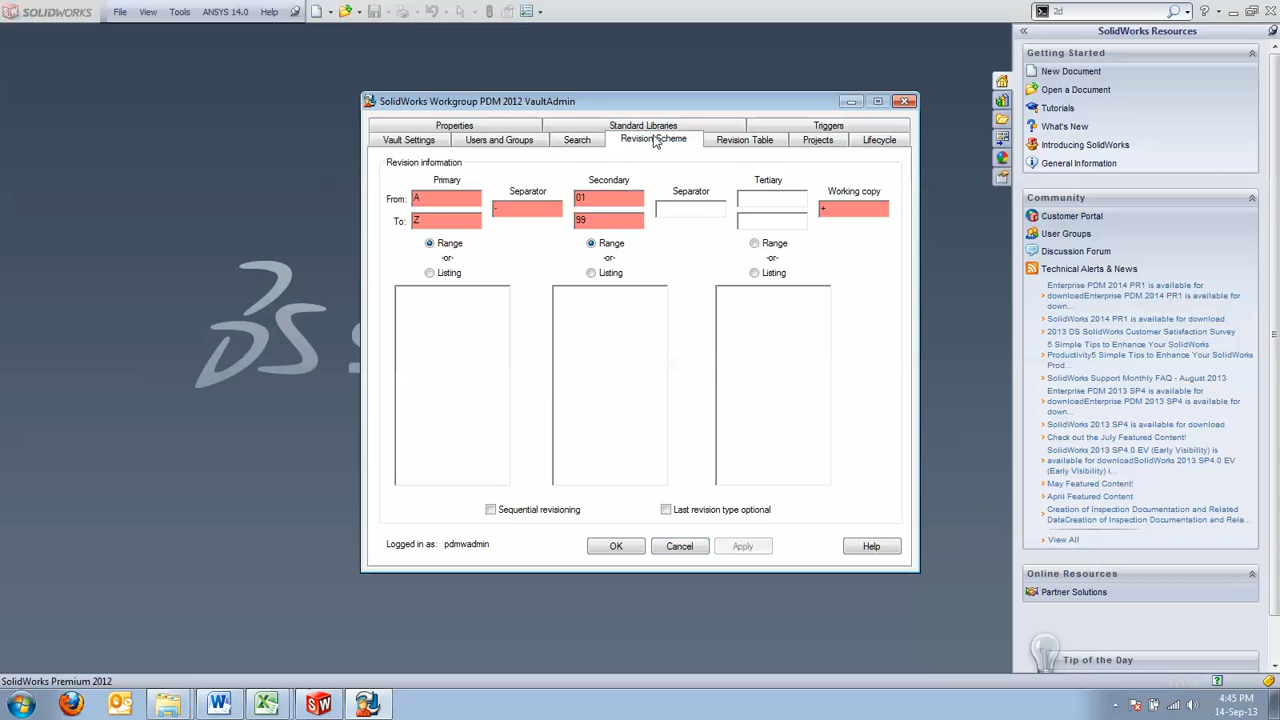 SOLIDWORKS File View Tools ANSYS 14.0 Help 2d
SolidWorks Resources
Getting Started
New Document
Open a Document
Tutorials
What's New
Introducing SolidWorks
General Information
Community
Customer Portal
User Groups
Discussion Forum
Technical Alerts & News
Enterprise PDM 2014 PR1 is available for
downloadEnterprise PDM 2014 PR1 is available for
down...
SolidWorks 2014 PR1 is available for download
2013 DS SolidWorks Customer Satisfaction Survey
5 Simple Tips to Enhance Your SolidWorks
Productivity5 Simple Tips to Enhance Your SolidWorks
Prod...
SolidWorks Support Monthly FAQ - August 2013
Enterprise PDM 2013 SP4 is available for
downloadEnterprise PDM 2013 SP4 is available for
down...
SolidWorks 2013 SP4 is available for download
Check out the July Featured Content!
SolidWorks 2013 SP4.0 EV (Early Visibility) is
available for downloadSolidWorks 2013 SP4.0 EV
(Early Visibility) i...
May Featured Content!
April Featured Content
Creation of Inspection Documentation and Related
DataCreation of Inspection Documentation and Rela...
View All
Online Resources
Partner Solutions
Tip of the Day
SolidWorks Workgroup PDM 2012 VaultAdmin
Properties Standard Libraries Triggers
Vault Settings Users and Groups Search Revision Scheme Revision Table Projects Lifecycle
Revision information
Primary Separator Secondary Separator Tertiary Working copy
From: A - 01 +
To: Z 99
Range Range Range
-or- -or- -or-
Listing Listing Listing
Sequential revisioning Last revision type optional
Logged in as: pdmwadmin OK Cancel Apply Help
SolidWorks Premium 2012
4:45 PM
14-Sep-13